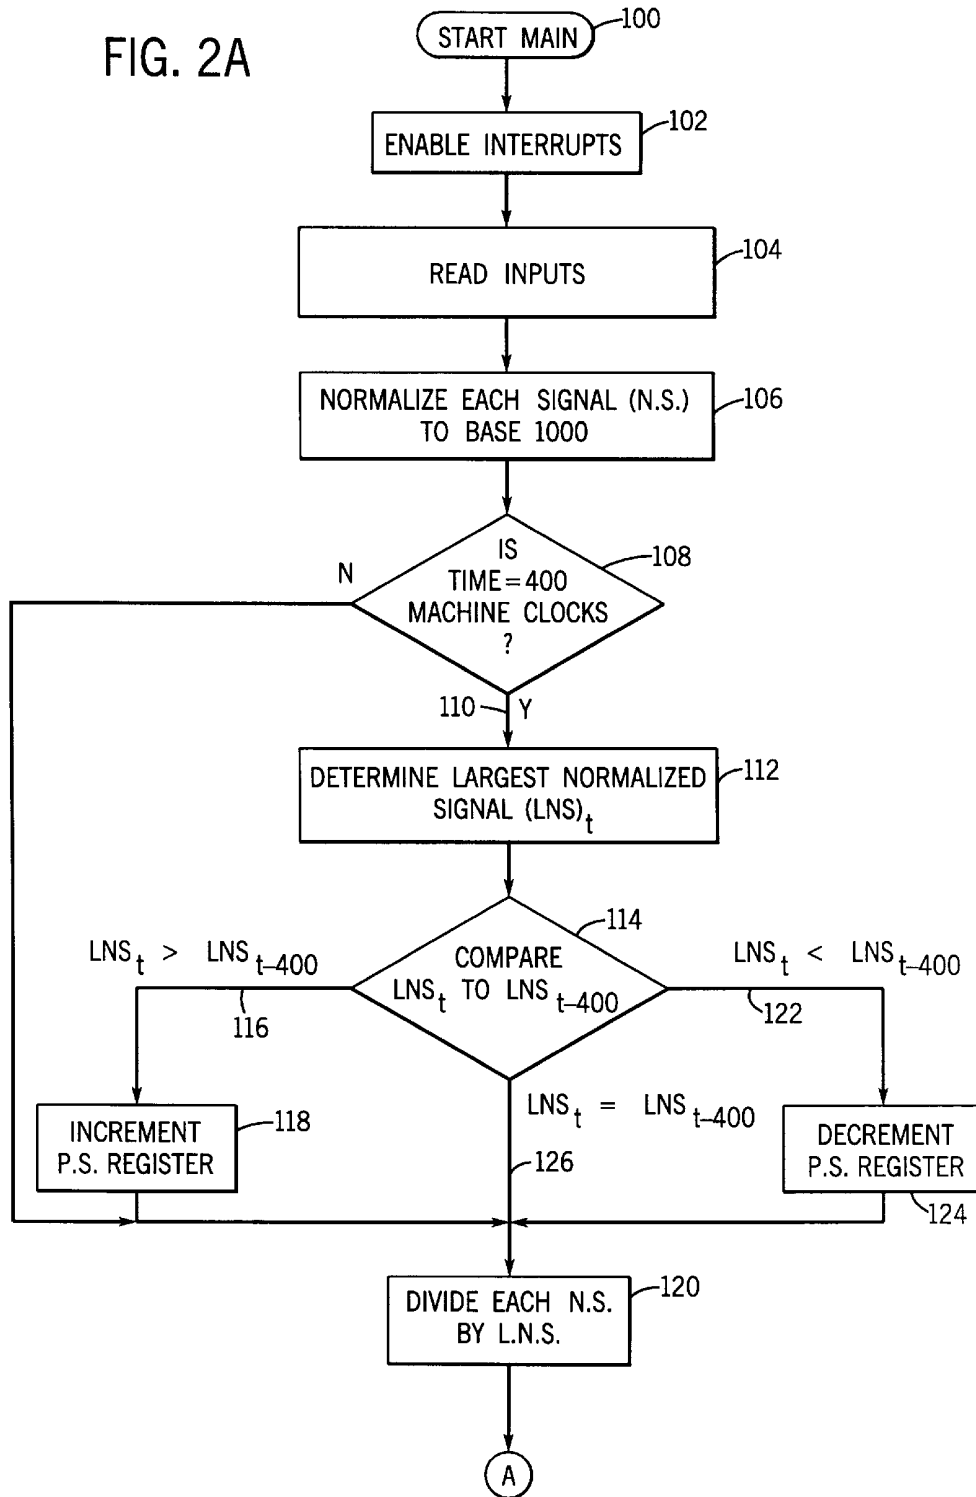 FIG. 2A
START MAIN
100
ENABLE INTERRUPTS
102
READ INPUTS
104
NORMALIZE EACH SIGNAL (N.S.)
TO BASE 1000
106
IS
TIME=400
MACHINE CLOCKS
?
108
N
110
Y
DETERMINE LARGEST NORMALIZED
SIGNAL (LNS)t
112
COMPARE
LNSt TO LNSt–400
114
LNSt > LNSt–400
116
LNSt < LNSt–400
122
LNSt = LNSt–400
126
INCREMENT
P.S. REGISTER
118
DECREMENT
P.S. REGISTER
124
DIVIDE EACH N.S.
BY L.N.S.
120
A